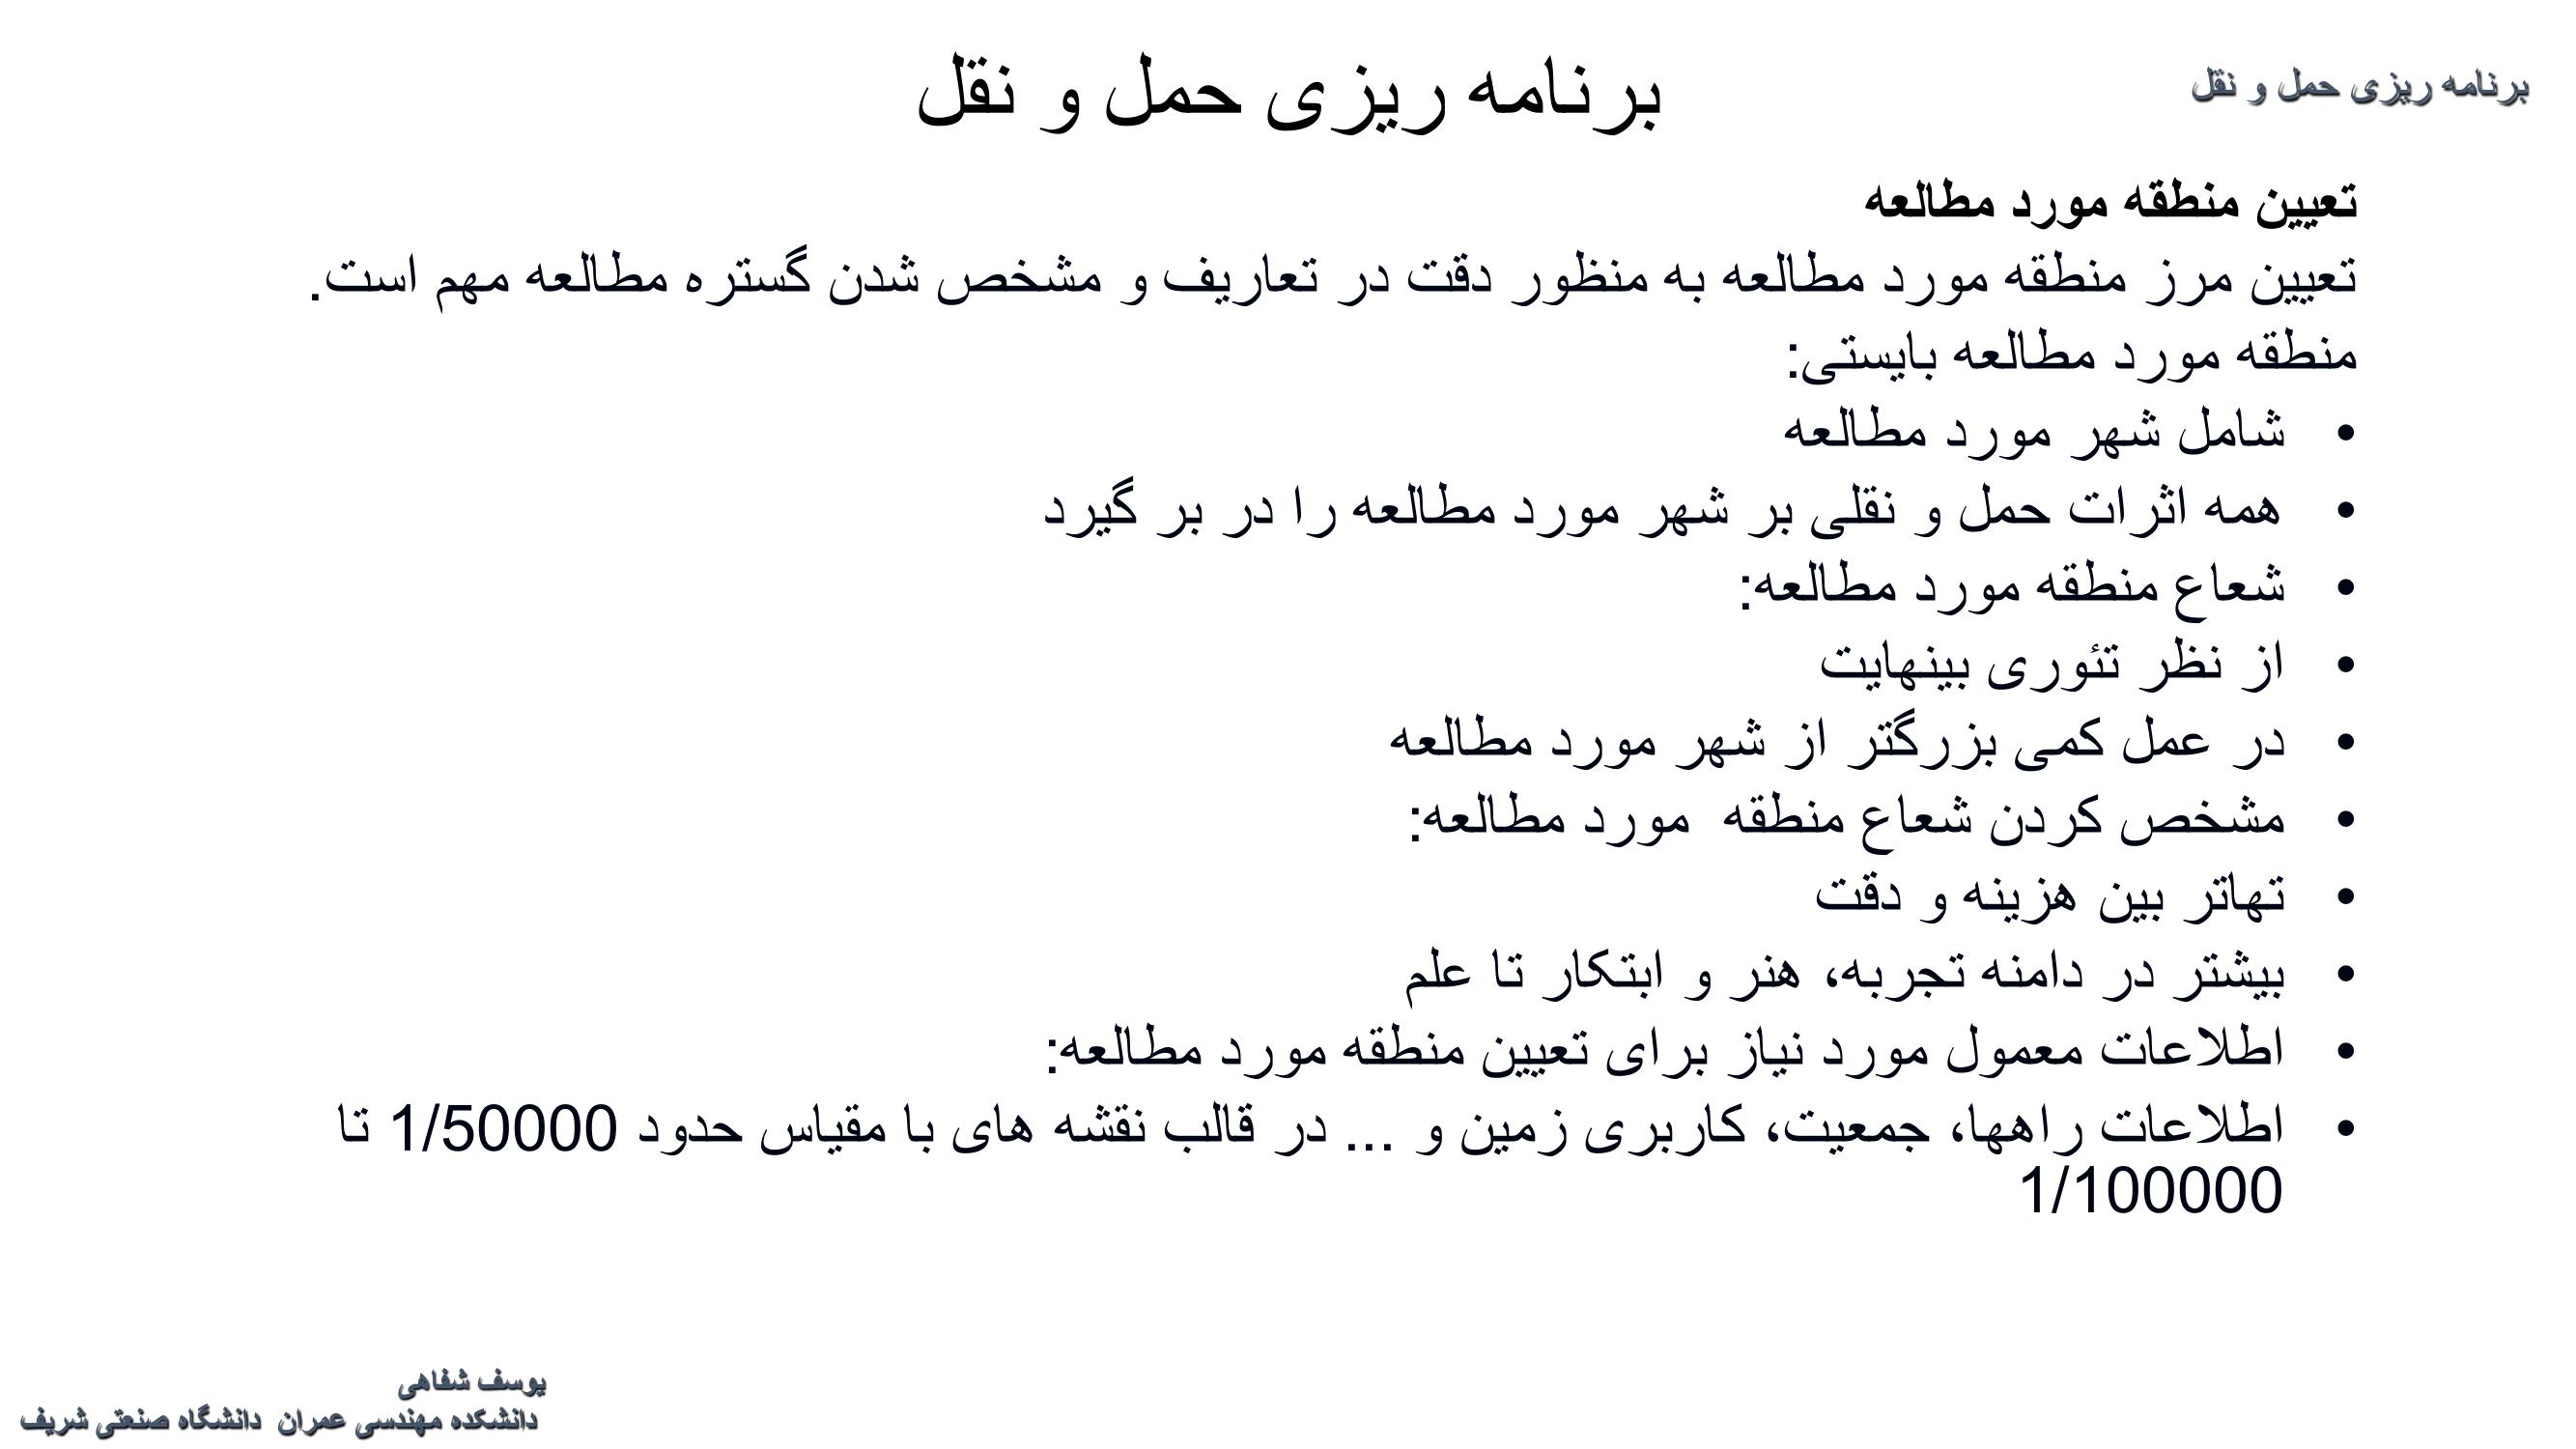 برنامه ریزی حمل و نقل
برنامه ریزی حمل و نقل
تعیین منطقه مورد مطالعه
تعیین مرز منطقه مورد مطالعه به منظور دقت در تعاریف و مشخص شدن گستره مطالعه مهم است.
منطقه مورد مطالعه بایستی:
• شامل شهر مورد مطالعه
• همه اثرات حمل و نقلی بر شهر مورد مطالعه را در بر گیرد
• شعاع منطقه مورد مطالعه:
• از نظر تئوری بینهایت
• در عمل کمی بزرگتر از شهر مورد مطالعه
• مشخص کردن شعاع منطقه مورد مطالعه:
• تهاتر بین هزینه و دقت
• بیشتر در دامنه تجربه، هنر و ابتکار تا علم
• اطلاعات معمول مورد نیاز برای تعیین منطقه مورد مطالعه:
• اطلاعات راهها، جمعیت، کاربری زمین و ... در قالب نقشه های با مقیاس حدود 1/50000 تا
1/100000
یوسف شفاهی
دانشکده مهندسی عمران دانشگاه صنعتی شریف